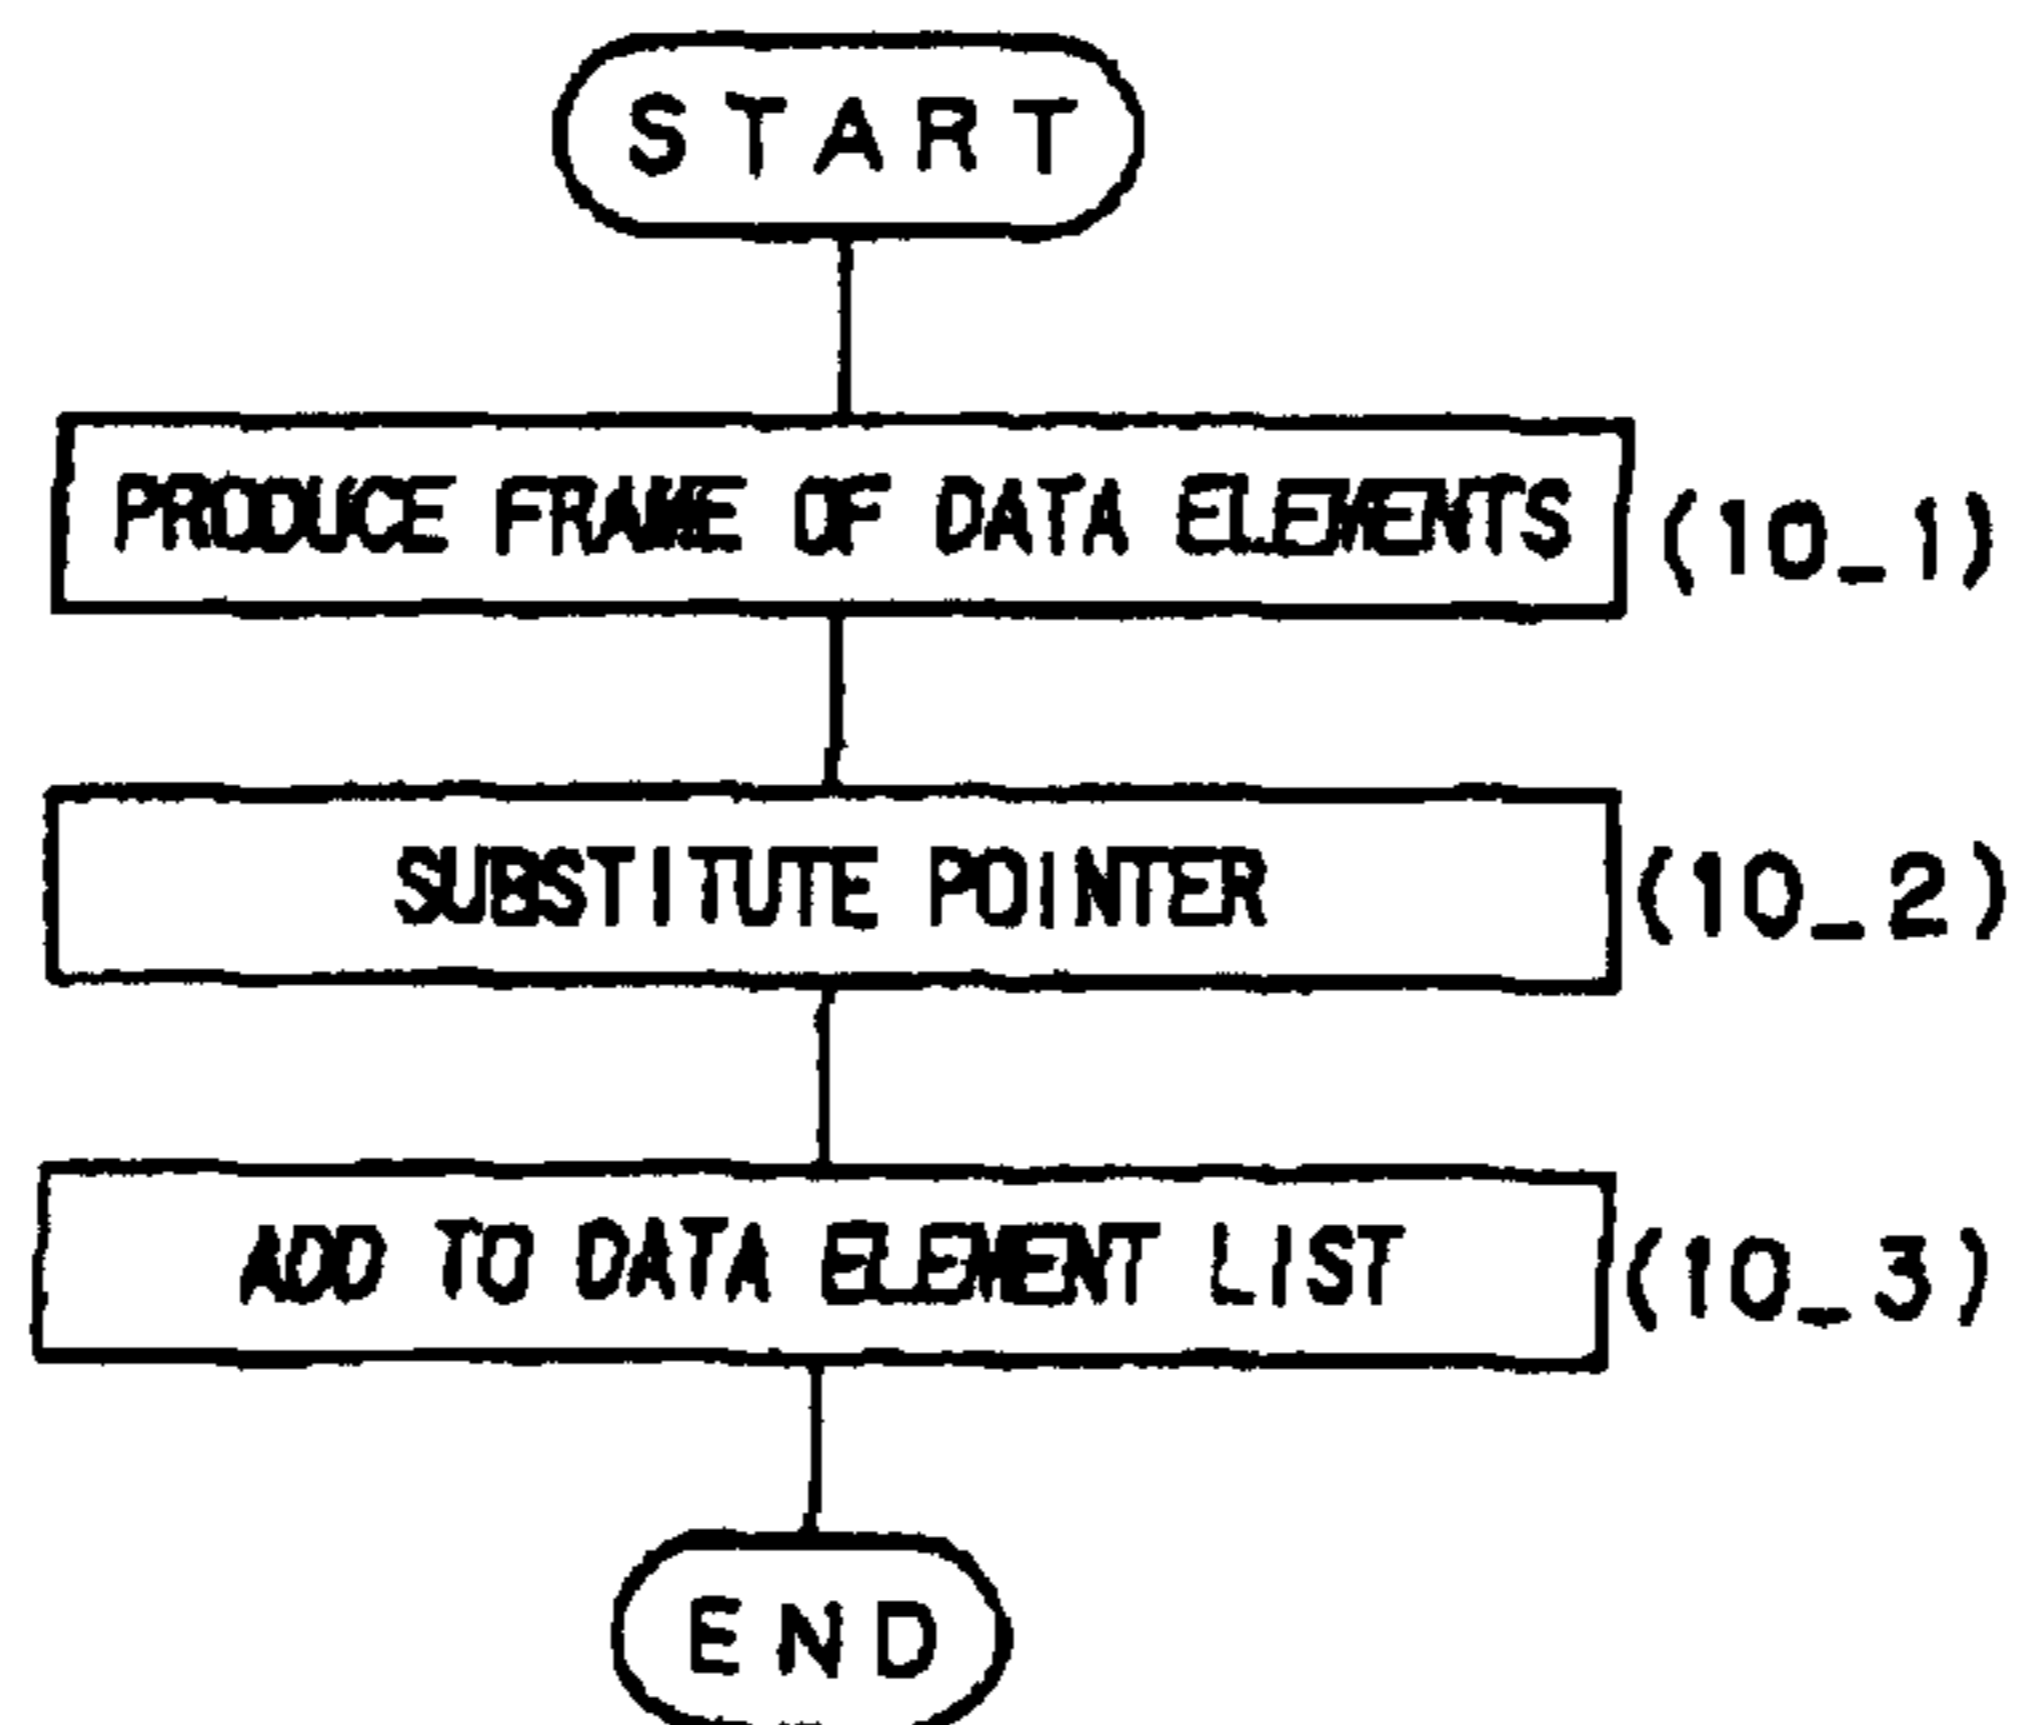 START
PRODUCE FRAME OF DATA ELEMENTS (10_1)
SUBSTITUTE POINTER (10_2)
ADD TO DATA ELEMENT LIST (10_3)
END